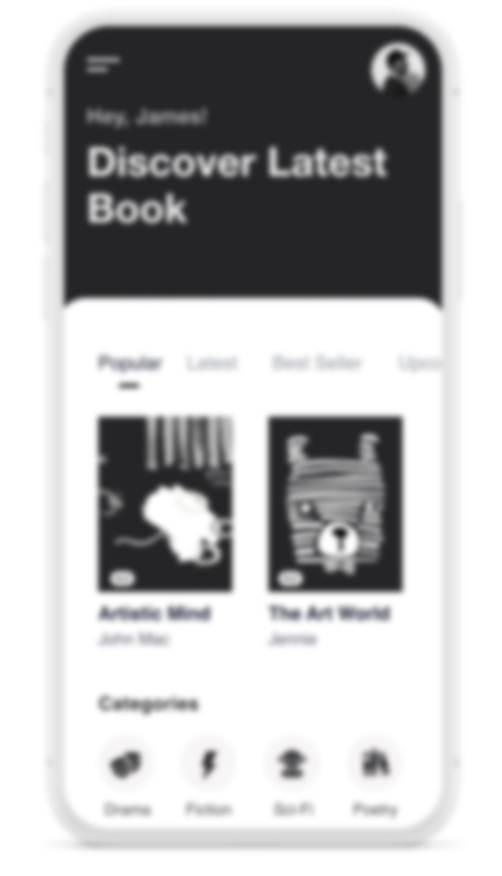 Hey, James!
Discover Latest
Book
Popular Latest Best Seller Upco
Artistic Mind The Art World
John Mac Jennie
Categories
Drama Fiction Sci-Fi Poetry